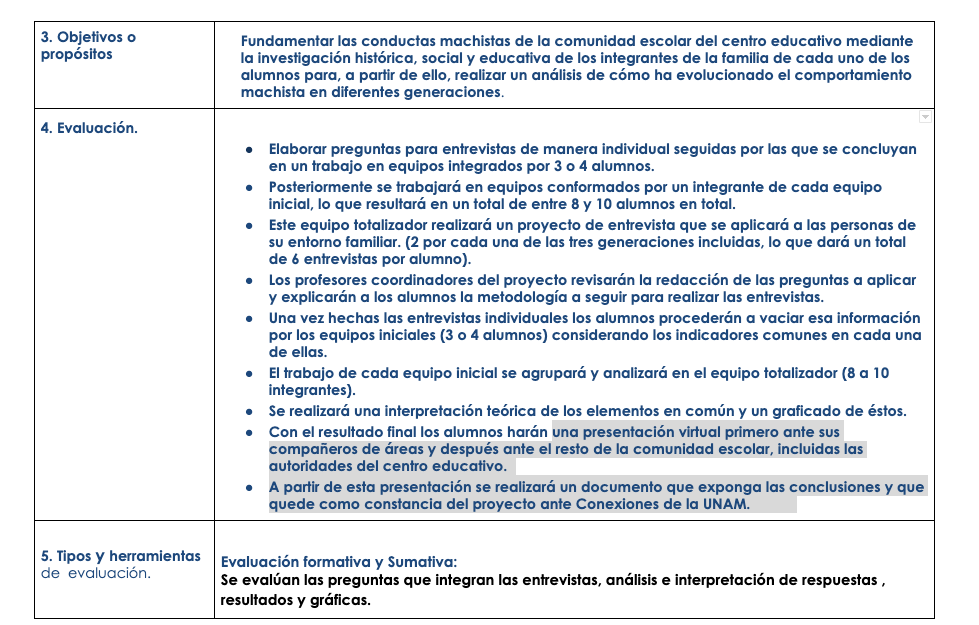 3. Objetivos o
propósitos
Fundamentar las conductas machistas de la comunidad escolar del centro educativo mediante
la investigación histórica, social y educativa de los integrantes de la familia de cada uno de los
alumnos para, a partir de ello, realizar un análisis de cómo ha evolucionado el comportamiento
machista en diferentes generaciones.
4. Evaluación.
● Elaborar preguntas para entrevistas de manera individual seguidas por las que se concluyan
en un trabajo en equipos integrados por 3 o 4 alumnos.
● Posteriormente se trabajará en equipos conformados por un integrante de cada equipo
inicial, lo que resultará en un total de entre 8 y 10 alumnos en total.
● Este equipo totalizador realizará un proyecto de entrevista que se aplicará a las personas de
su entorno familiar. (2 por cada una de las tres generaciones incluidas, lo que dará un total
de 6 entrevistas por alumno).
● Los profesores coordinadores del proyecto revisarán la redacción de las preguntas a aplicar
y explicarán a los alumnos la metodología a seguir para realizar las entrevistas.
● Una vez hechas las entrevistas individuales los alumnos procederán a vaciar esa información
por los equipos iniciales (3 o 4 alumnos) considerando los indicadores comunes en cada una
de ellas.
● El trabajo de cada equipo inicial se agrupará y analizará en el equipo totalizador (8 a 10
integrantes).
● Se realizará una interpretación teórica de los elementos en común y un graficado de éstos.
● Con el resultado final los alumnos harán una presentación virtual primero ante sus
compañeros de áreas y después ante el resto de la comunidad escolar, incluidas las
autoridades del centro educativo.
● A partir de esta presentación se realizará un documento que exponga las conclusiones y que
quede como constancia del proyecto ante Conexiones de la UNAM.
5. Tipos y herramientas
de evaluación.
Evaluación formativa y Sumativa:
Se evalúan las preguntas que integran las entrevistas, análisis e interpretación de respuestas ,
resultados y gráficas.